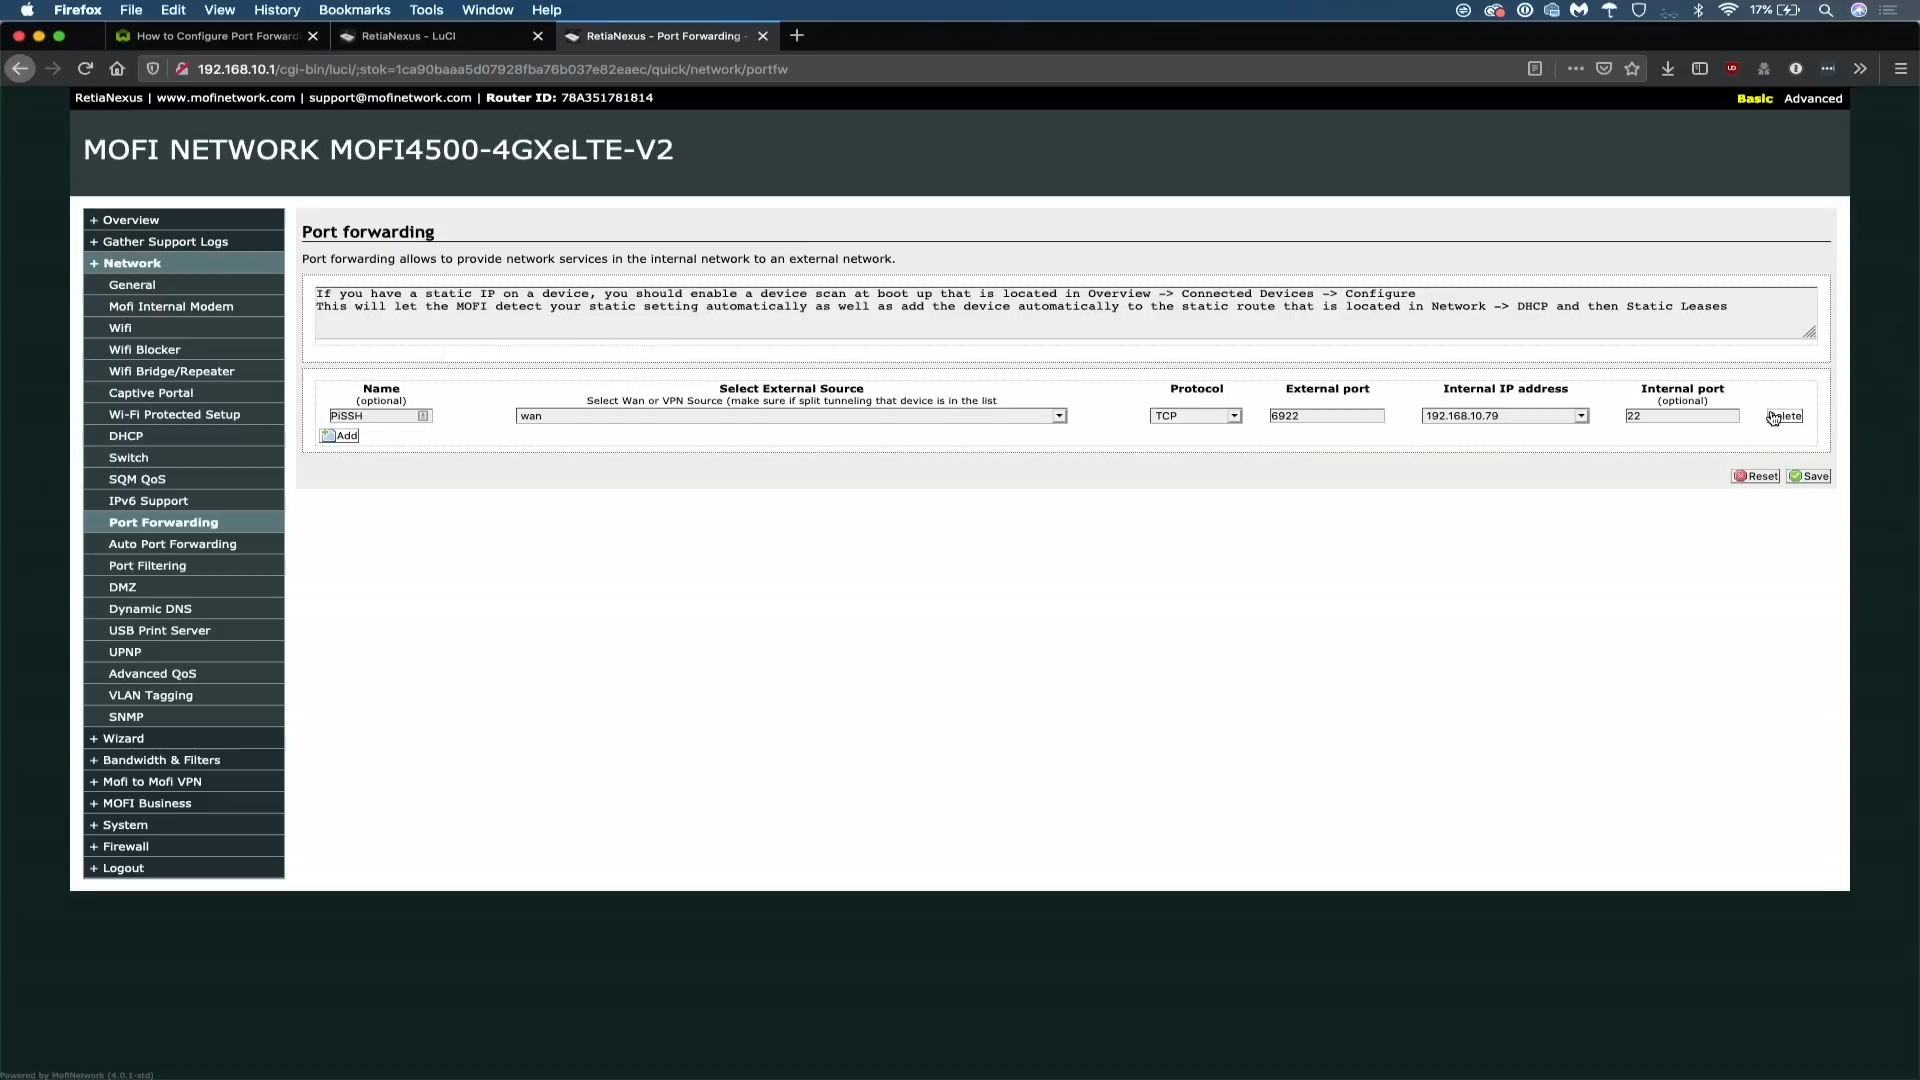 Firefox File Edit View History Bookmarks Tools Window Help 17%
How to Configure Port Forward
RetiaNexus - LuCI
RetiaNexus - Port Forwarding -
192.168.10.1/cgi-bin/luci/;stok=1ca90baaa5d07928fba76b037e82eaec/quick/network/portfw
RetiaNexus | www.mofinetwork.com | support@mofinetwork.com | Router ID: 78A351781814
Basic Advanced
MOFI NETWORK MOFI4500-4GXeLTE-V2
+ Overview
+ Gather Support Logs
+ Network
General
Mofi Internal Modem
Wifi
Wifi Blocker
Wifi Bridge/Repeater
Captive Portal
Wi-Fi Protected Setup
DHCP
Switch
SQM QoS
IPv6 Support
Port Forwarding
Auto Port Forwarding
Port Filtering
DMZ
Dynamic DNS
USB Print Server
UPNP
Advanced QoS
VLAN Tagging
SNMP
+ Wizard
+ Bandwidth & Filters
+ Mofi to Mofi VPN
+ MOFI Business
+ System
+ Firewall
+ Logout
Port forwarding
Port forwarding allows to provide network services in the internal network to an external network.
If you have a static IP on a device, you should enable a device scan at boot up that is located in Overview -> Connected Devices -> Configure
This will let the MOFI detect your static setting automatically as well as add the device automatically to the static route that is located in Network -> DHCP and then Static Leases
Name Select External Source Protocol External port Internal IP address Internal port
(optional) Select Wan or VPN Source (make sure if split tunneling that device is in the list (optional)
PiSSH wan TCP 6922 192.168.10.79 22
Add
Reset Save
Powered by MofiNetwork (4.0.1-std)